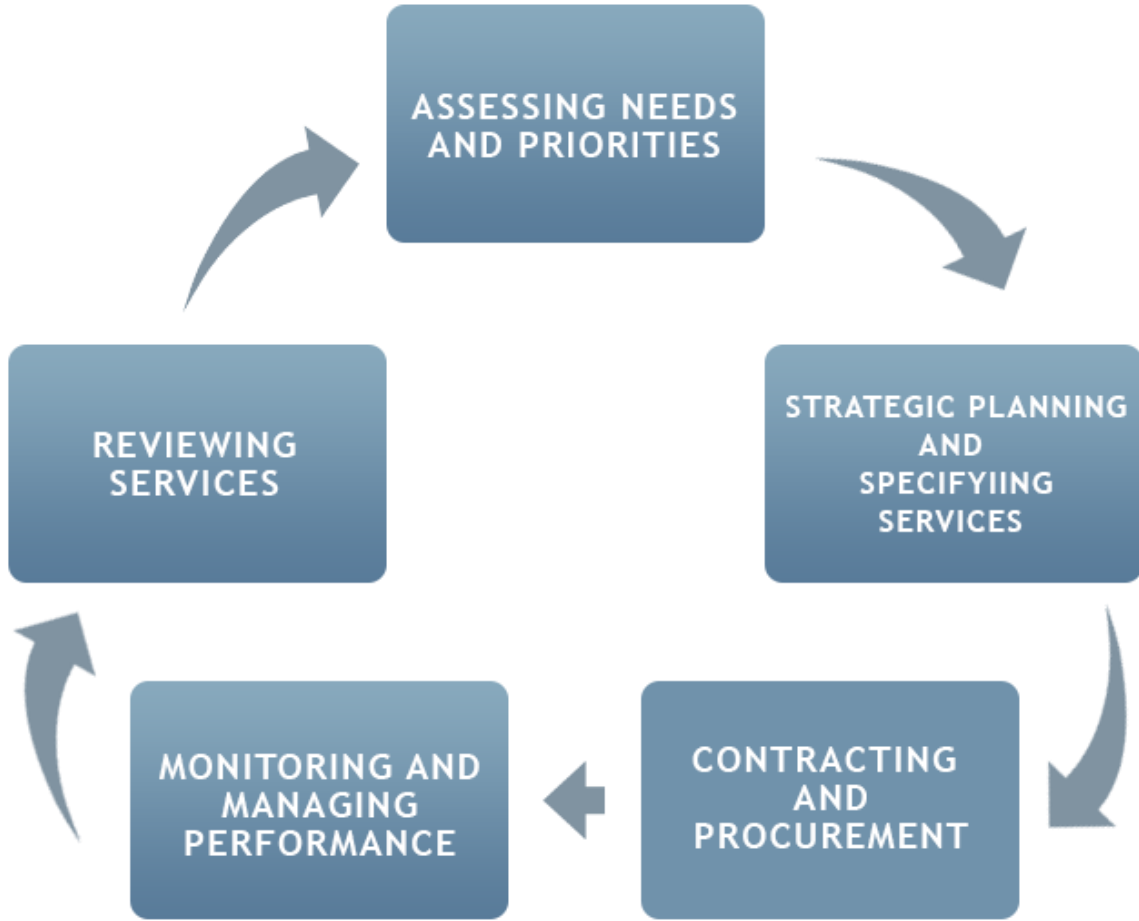 ASSESSING NEEDS
AND PRIORITIES
STRATEGIC PLANNING
AND
SPECIFYIING
SERVICES
CONTRACTING
AND
PROCUREMENT
MONITORING AND
MANAGING
PERFORMANCE
REVIEWING
SERVICES